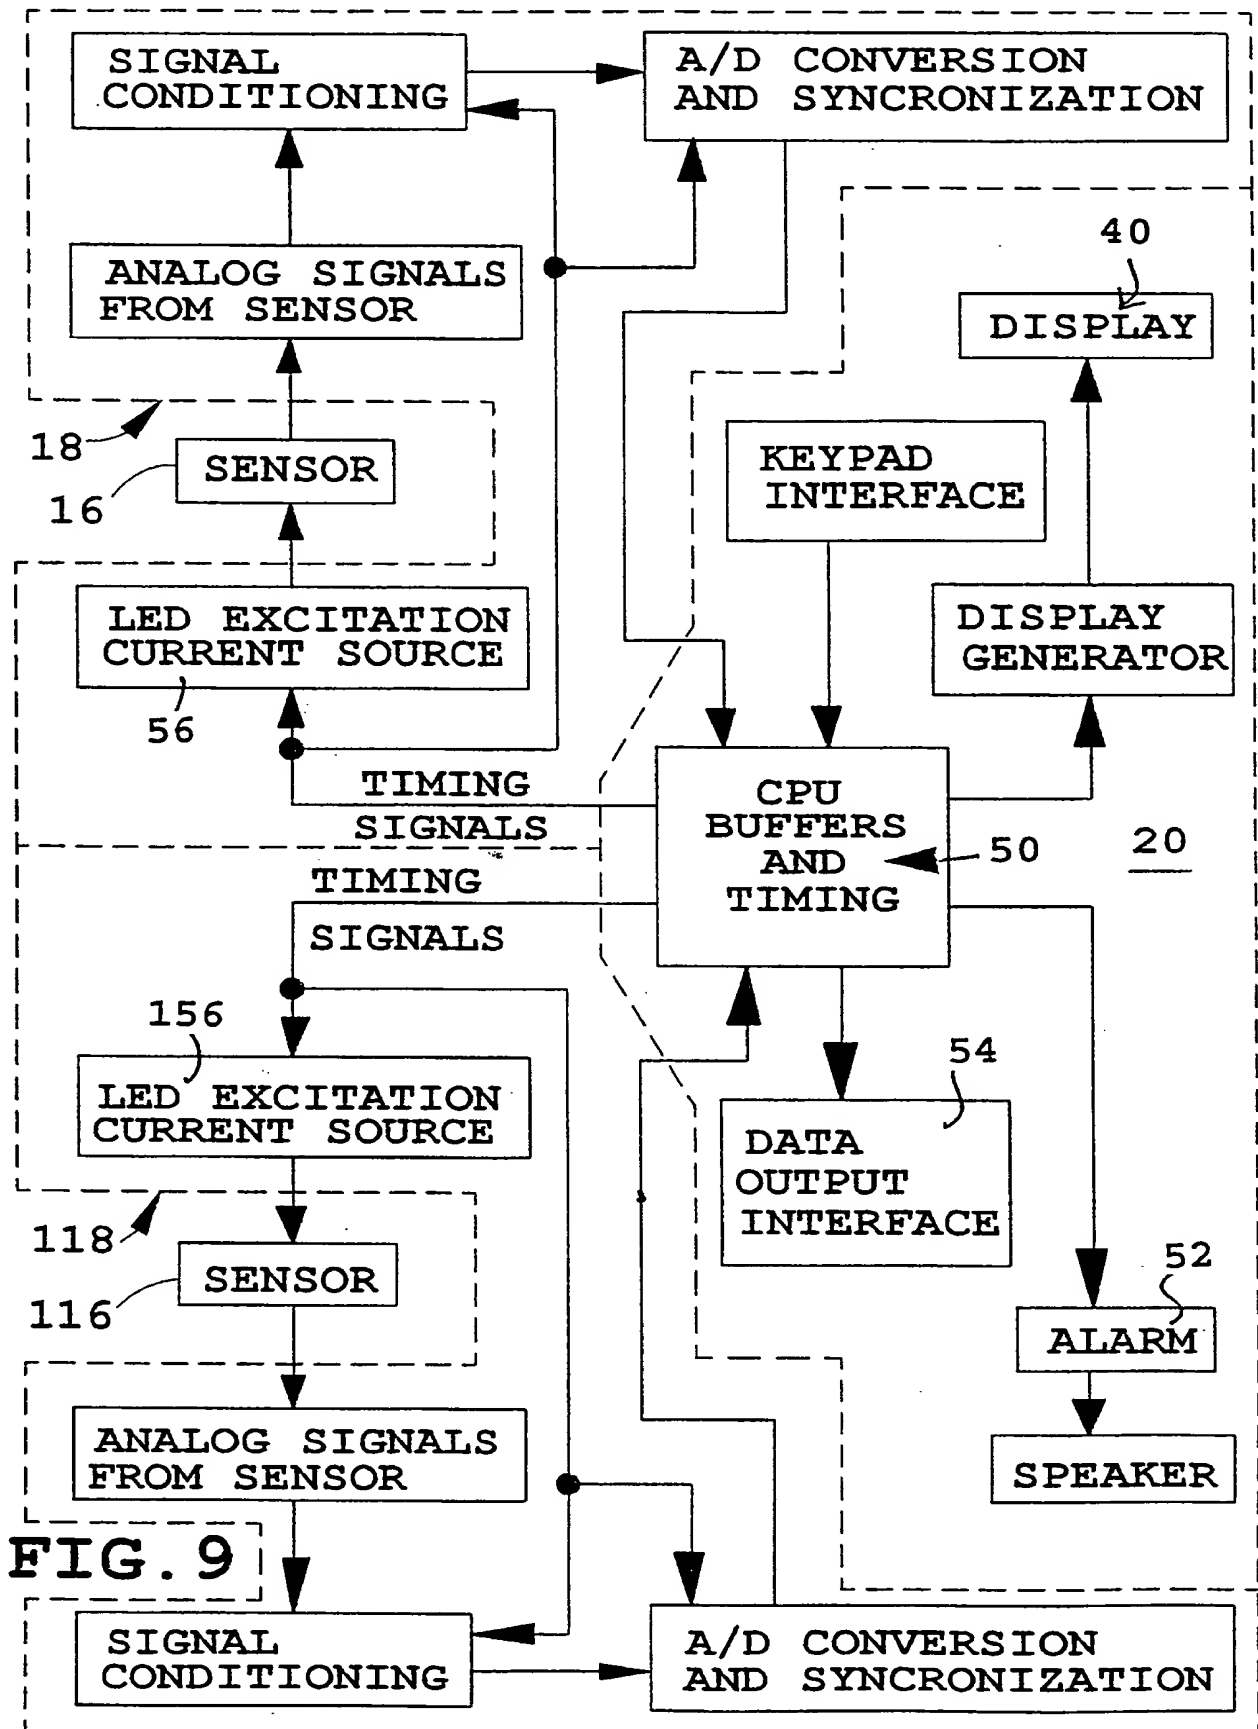 SIGNAL
CONDITIONING
A/D CONVERSION
AND SYNCRONIZATION
ANALOG SIGNALS
FROM SENSOR
40
DISPLAY
18
SENSOR
16
KEYPAD
INTERFACE
LED EXCITATION
CURRENT SOURCE
56
DISPLAY
GENERATOR
TIMING
SIGNALS
CPU
BUFFERS
AND
TIMING
50
20
TIMING
SIGNALS
156
LED EXCITATION
CURRENT SOURCE
54
DATA
OUTPUT
INTERFACE
118
SENSOR
116
52
ALARM
ANALOG SIGNALS
FROM SENSOR
SPEAKER
FIG. 9
SIGNAL
CONDITIONING
A/D CONVERSION
AND SYNCRONIZATION